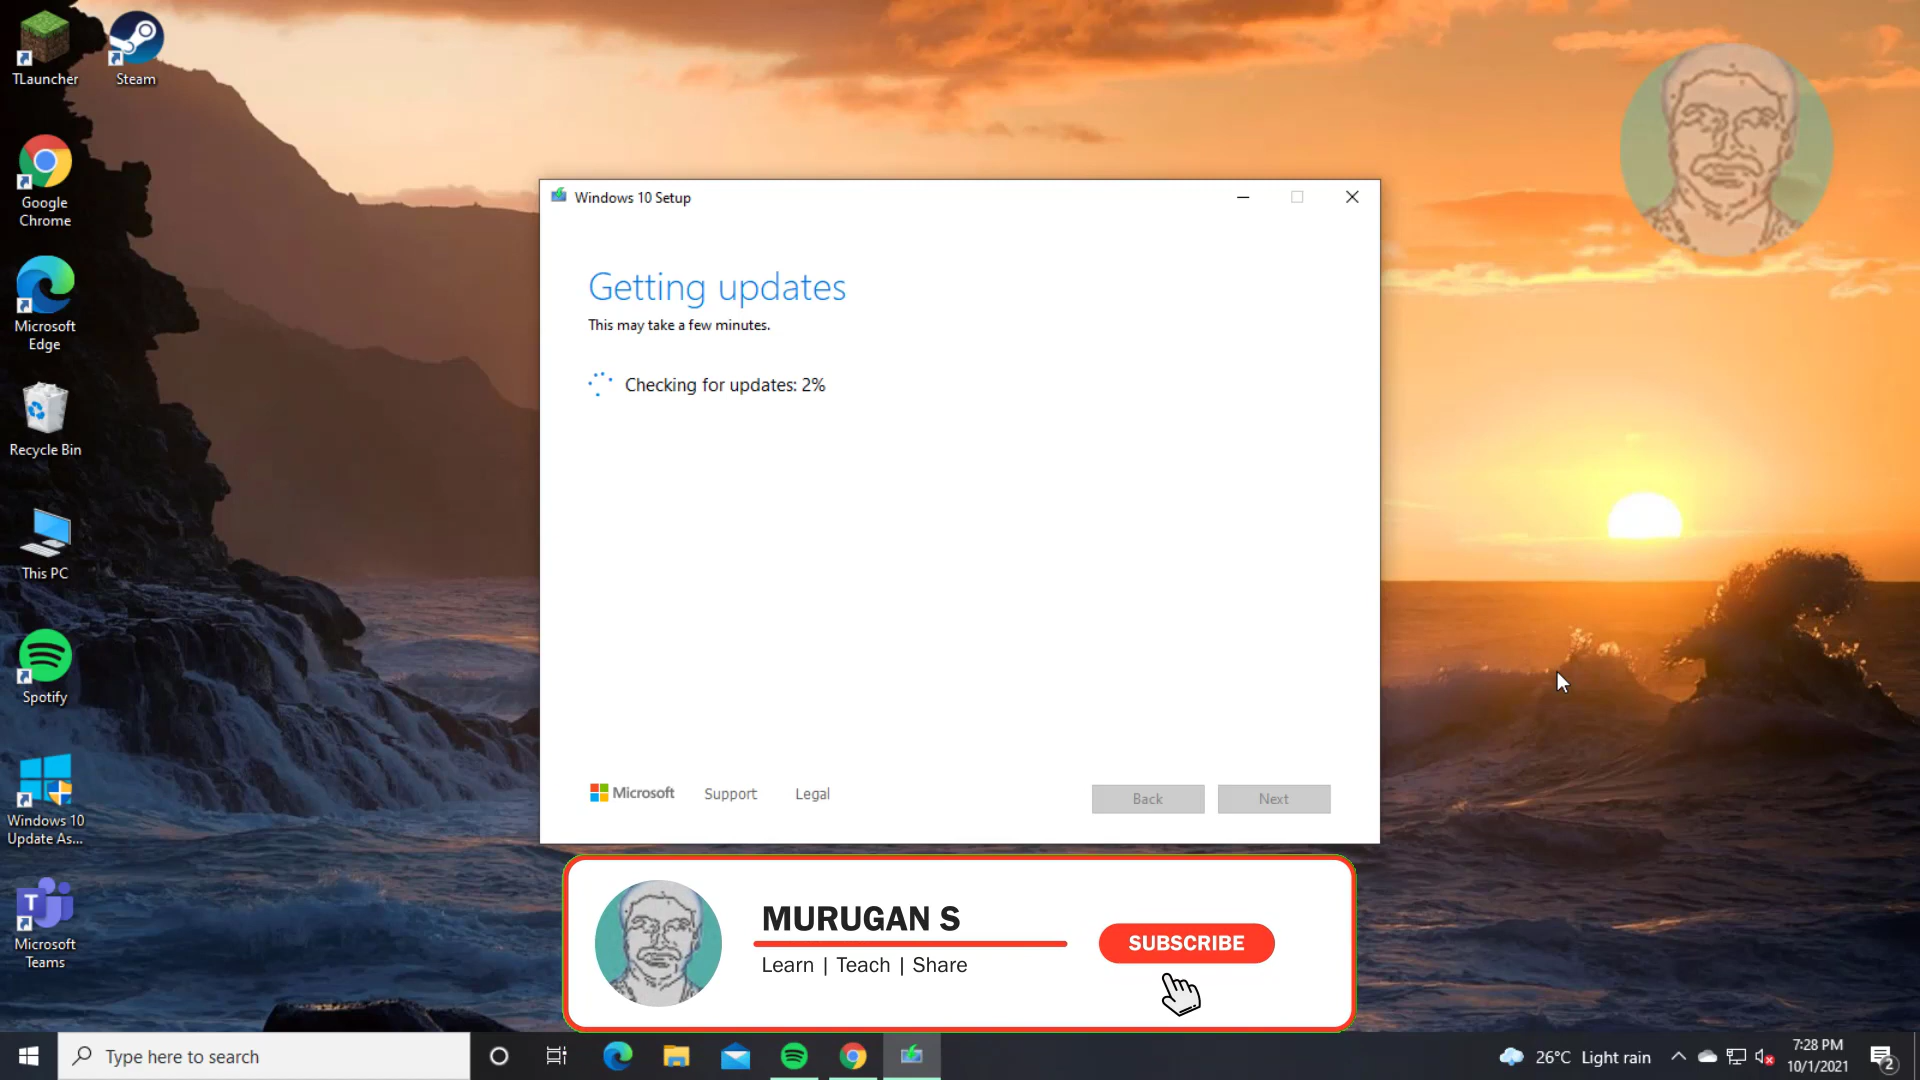 TLauncher
Steam
Google
Chrome
Microsoft
Edge
Recycle Bin
This PC
Spotify
Windows 10
Update As...
Microsoft
Teams
Windows 10 Setup
Getting updates
This may take a few minutes.
Checking for updates: 2%
Microsoft Support Legal
Back Next
MURUGAN S
Learn | Teach | Share
SUBSCRIBE
Type here to search
26°C Light rain
7:28 PM
10/1/2021
2